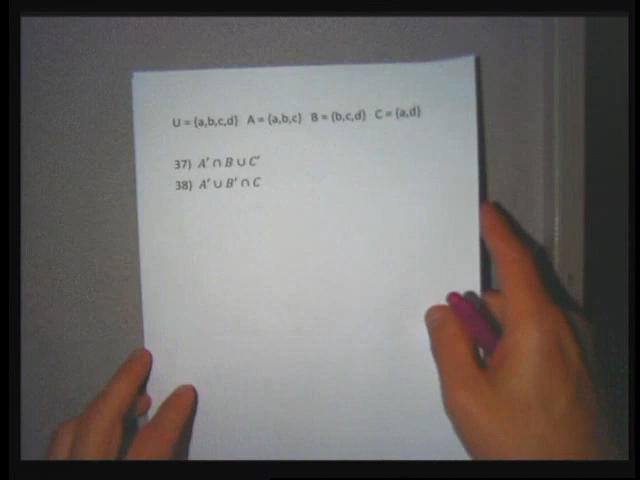 U = {a,b,c,d} A = {a,b,c} B = {b,c,d} C = {a,d}
37) A′ ∩ B ∪ C′
38) A′ ∪ B′ ∩ C